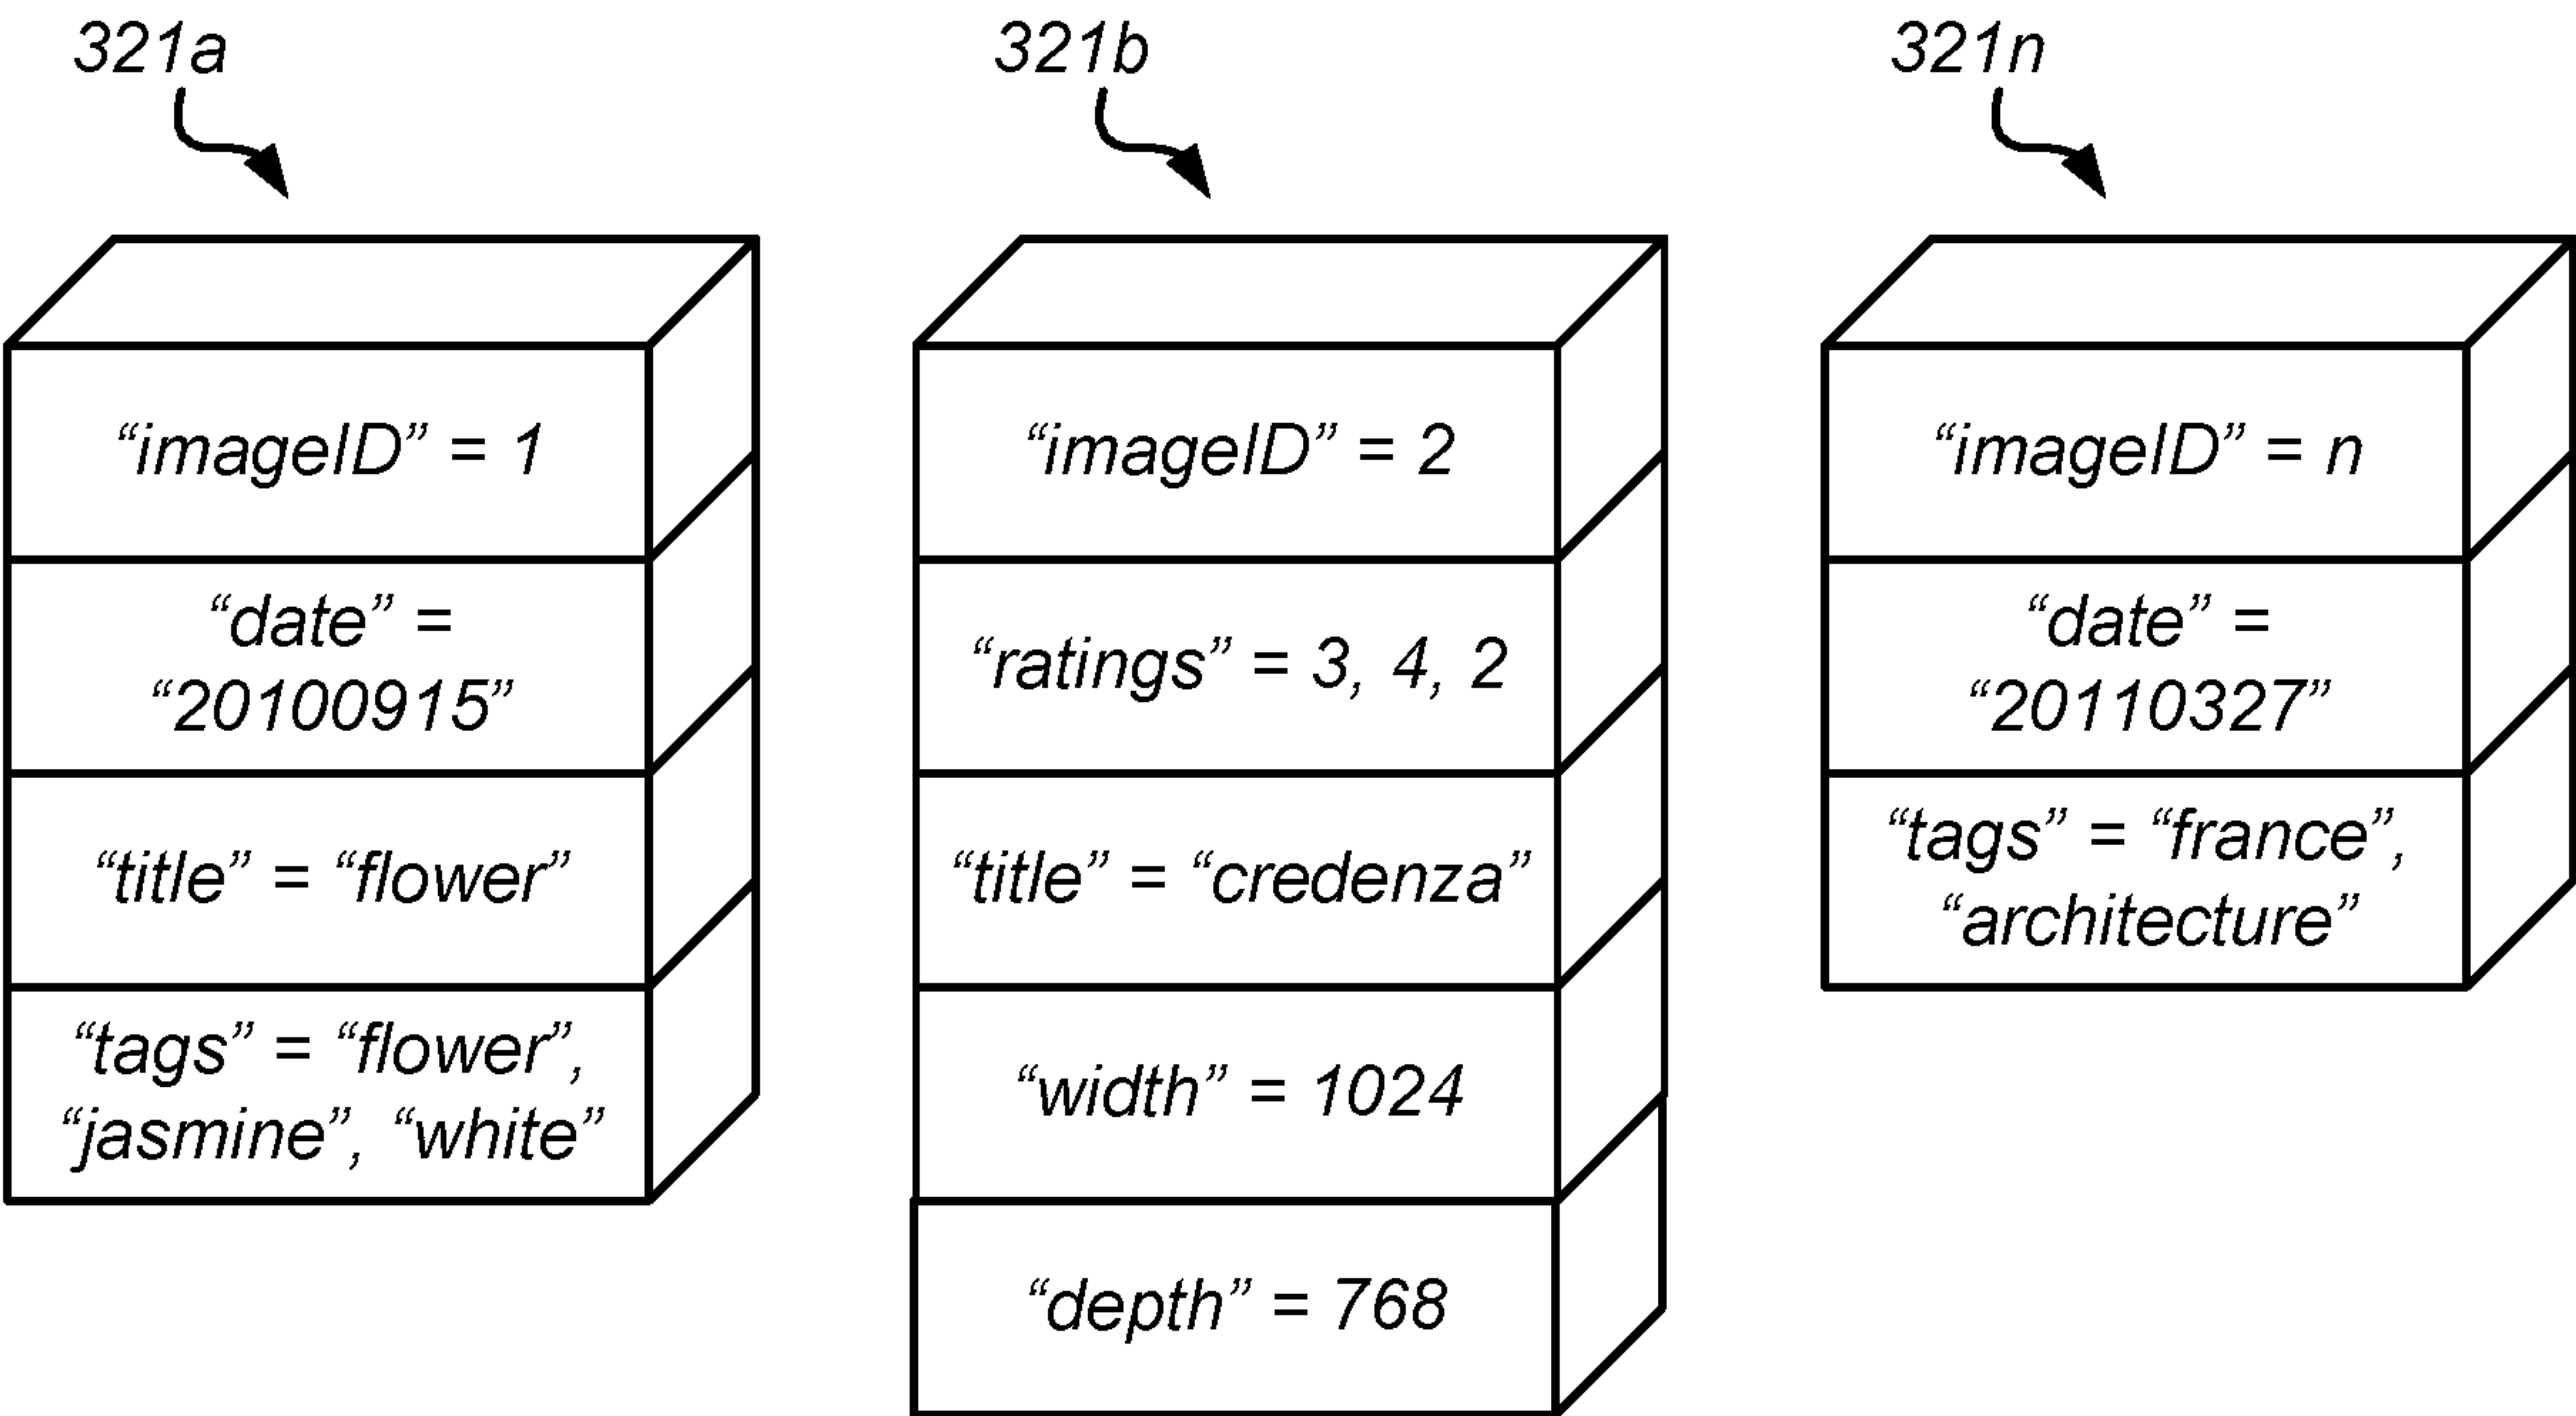 321a
“imageID” = 1
“date” =
“20100915”
“title” = “flower”
“tags” = “flower”,
“jasmine”, “white”
321b
“imageID” = 2
“ratings” = 3, 4, 2
“title” = “credenza”
“width” = 1024
“depth” = 768
321n
“imageID” = n
“date” =
“20110327”
“tags” = “france”,
“architecture”